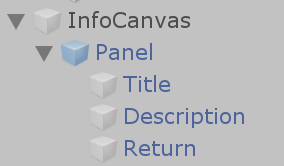 InfoCanvas
Panel
Title
Description
Return